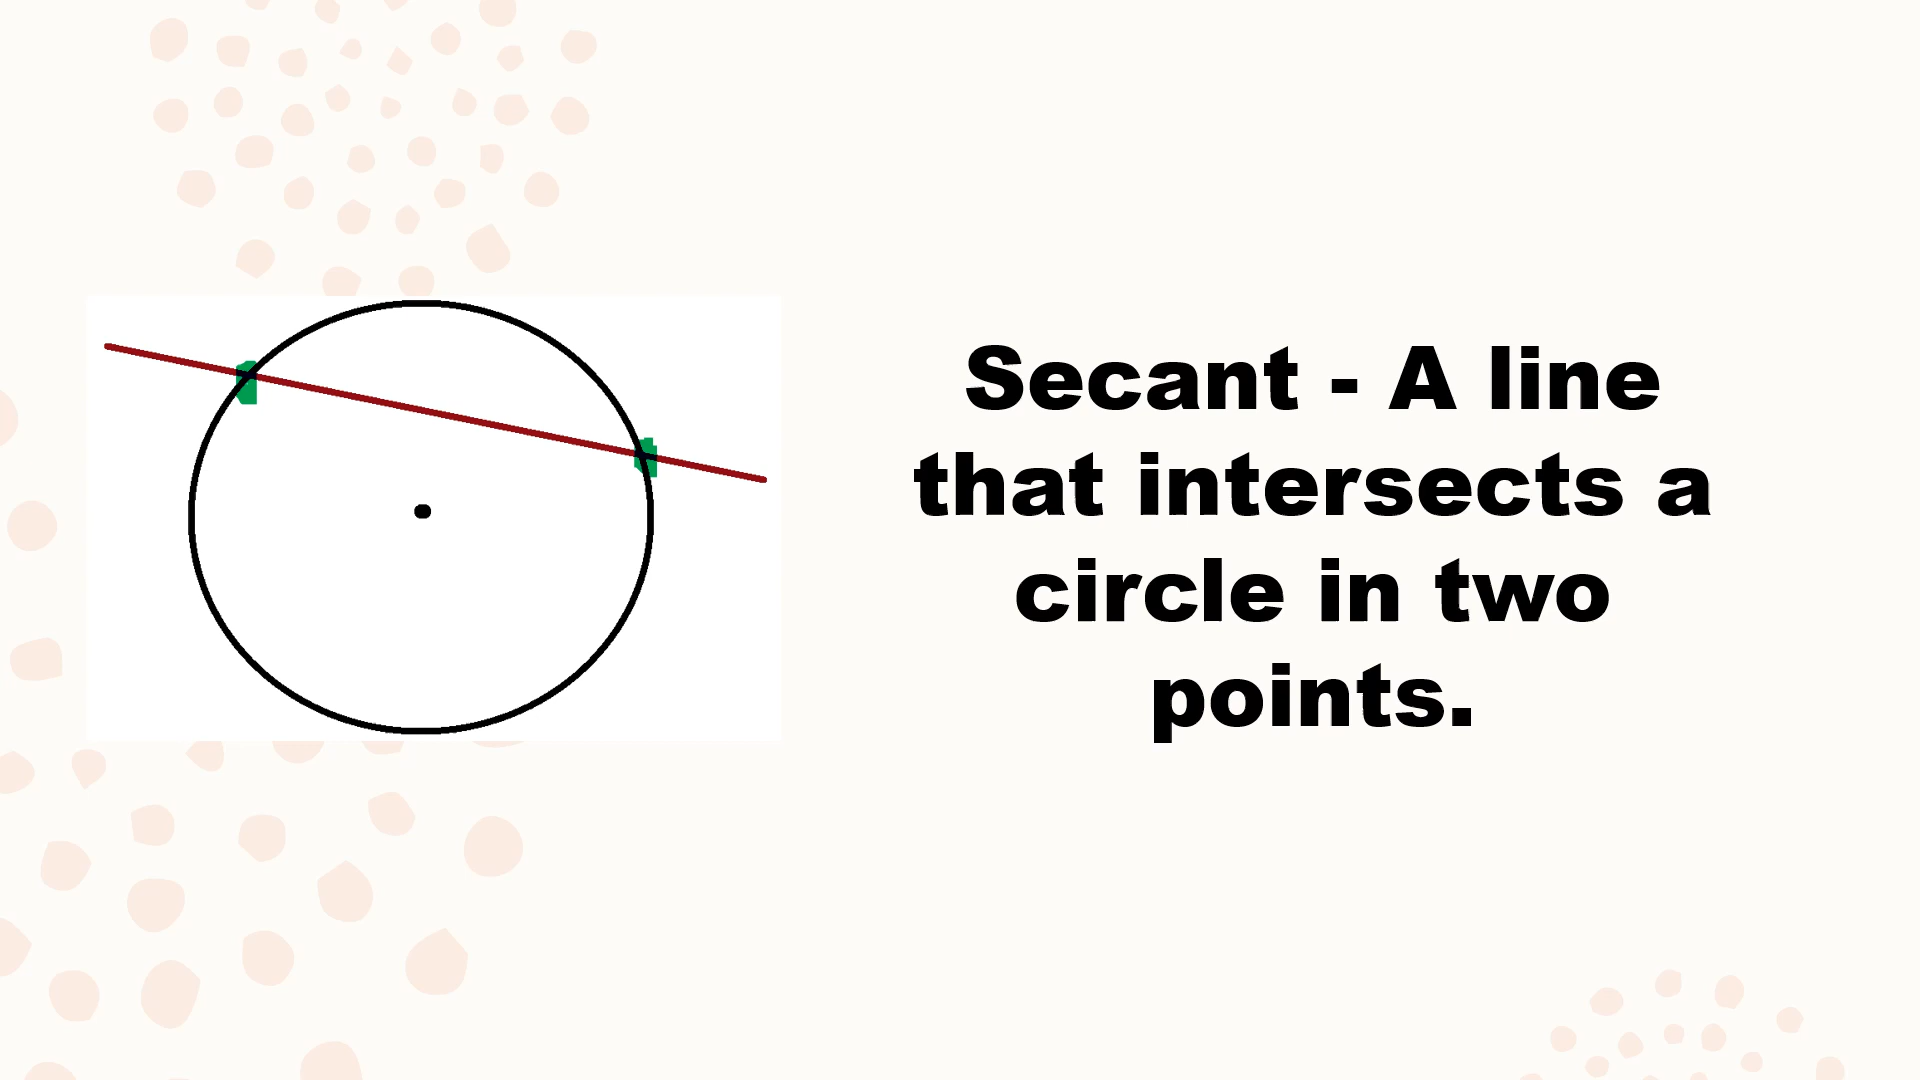 Secant - A line
that intersects a
circle in two
points.